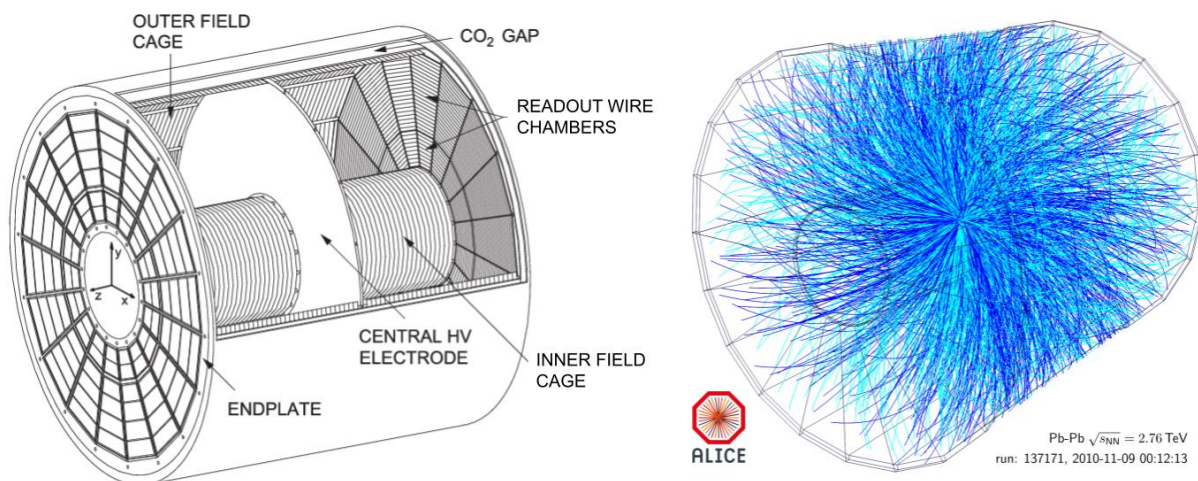 OUTER FIELD
CAGE
CO₂ GAP
READOUT WIRE
CHAMBERS
y
z
x
CENTRAL HV
ELECTRODE
INNER FIELD
CAGE
ENDPLATE
ALICE
Pb-Pb √sNN = 2.76 TeV
run: 137171, 2010-11-09 00:12:13